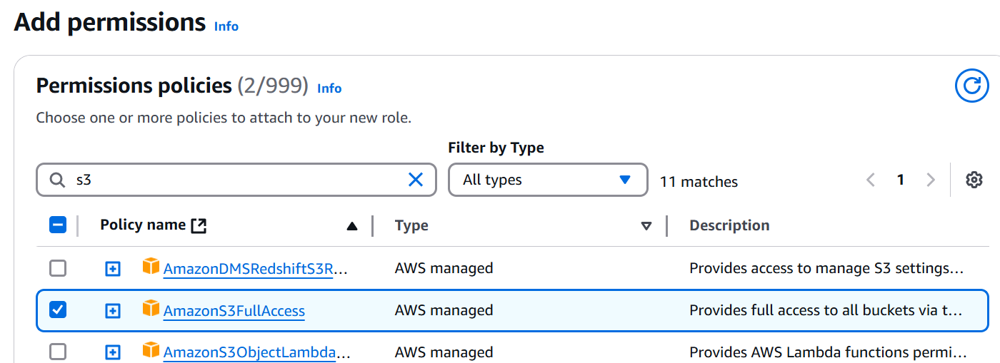 Add permissions Info
Permissions policies (2/999) Info
Choose one or more policies to attach to your new role.
Filter by Type
s3 All types 11 matches 1
Policy name Type Description
AmazonDMSRedshiftS3R... AWS managed Provides access to manage S3 settings...
AmazonS3FullAccess AWS managed Provides full access to all buckets via t...
AmazonS3ObjectLambda... AWS managed Provides AWS Lambda functions permi...